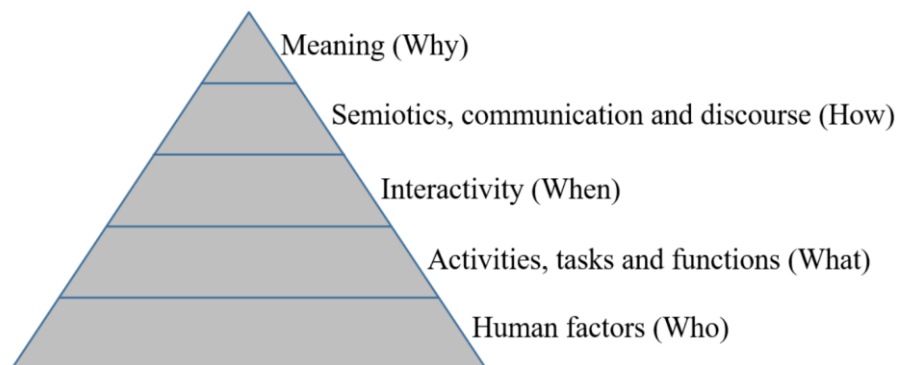 Meaning (Why)
Semiotics, communication and discourse (How)
Interactivity (When)
Activities, tasks and functions (What)
Human factors (Who)